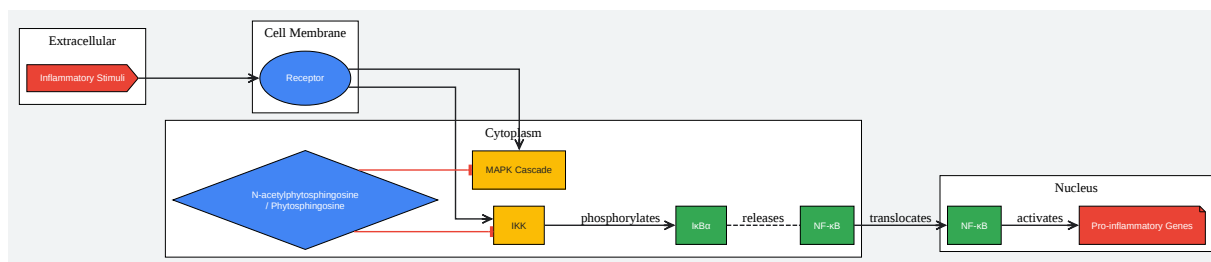 Extracellular
Inflammatory Stimuli
Cell Membrane
Receptor
Cytoplasm
MAPK Cascade
N-acetylphytosphingosine
/ Phytosphingosine
IKK
phosphorylates
IκBα
releases
NF-κB
translocates
Nucleus
NF-κB
activates
Pro-inflammatory Genes